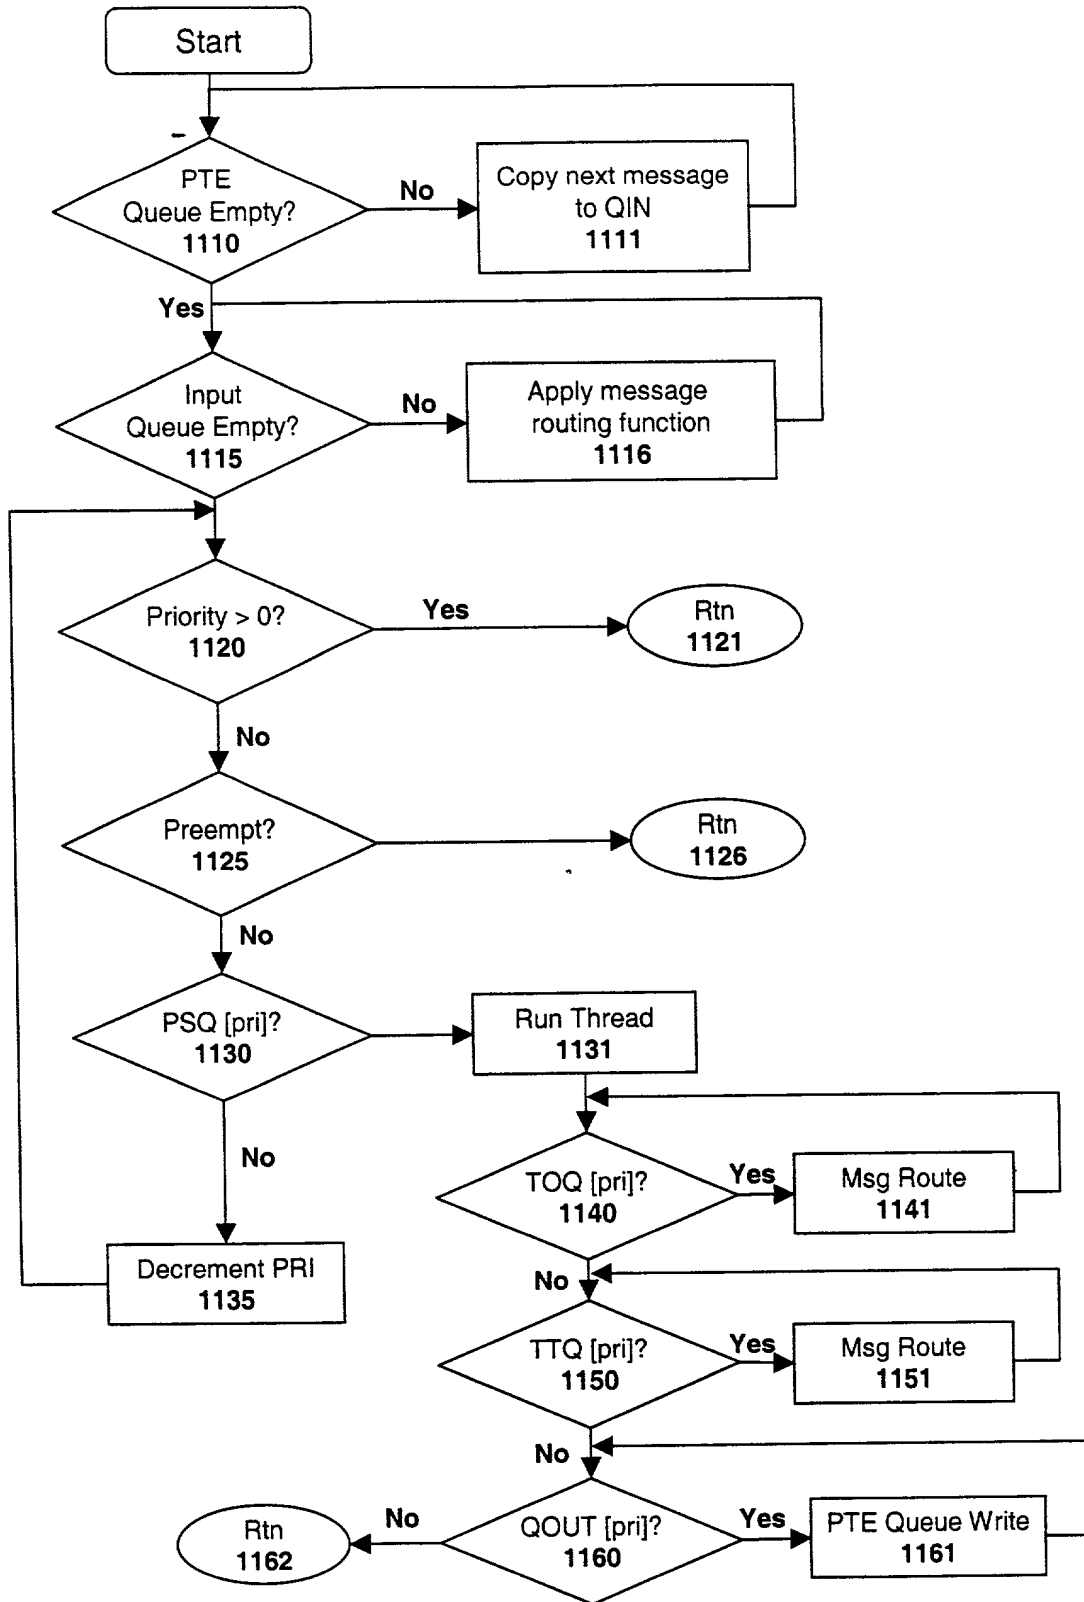 Start
PTE
Queue Empty?
1110
No
Copy next message
to QIN
1111
Yes
Input
Queue Empty?
1115
No
Apply message
routing function
1116
Priority > 0?
1120
Yes
Rtn
1121
No
Preempt?
1125
Rtn
1126
No
PSQ [pri]?
1130
Run Thread
1131
No
TOQ [pri]?
1140
Yes
Msg Route
1141
Decrement PRI
1135
No
TTQ [pri]?
1150
Yes
Msg Route
1151
No
QOUT [pri]?
1160
Yes
PTE Queue Write
1161
No
Rtn
1162